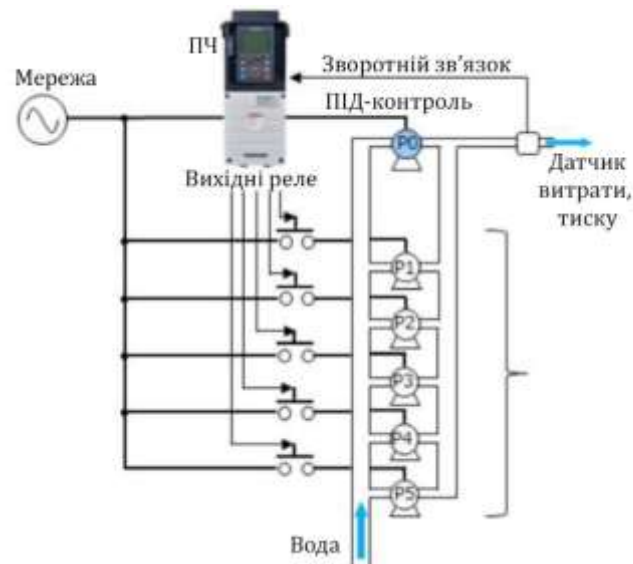 ПЧ
Мережа
Зворотній зв’язок
ПІД-контроль
P0
Датчик
витрати,
тиску
Вихідні реле
P1
P2
P3
P4
P5
Вода